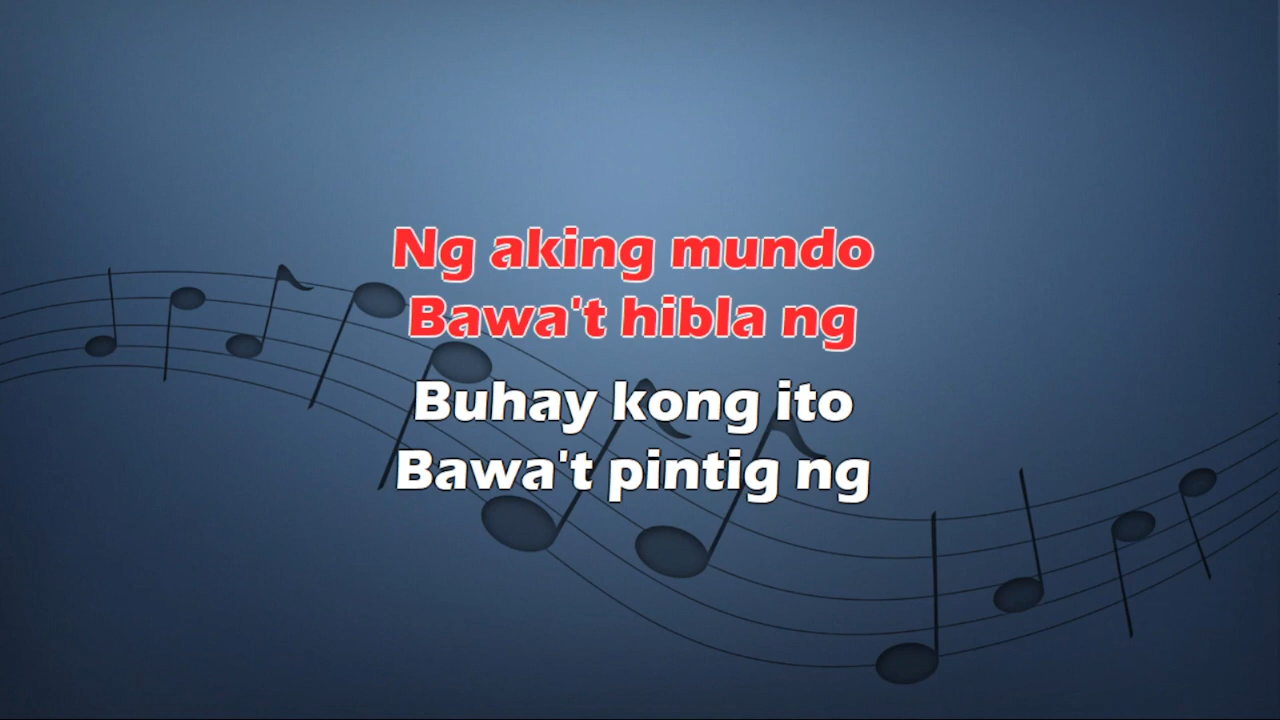 Ng aking mundo
Bawa't hibla ng
Buhay kong ito
Bawa't pintig ng